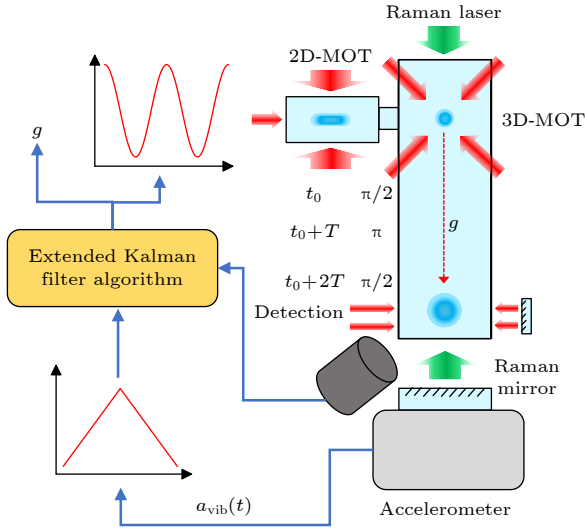 Raman laser
2D-MOT
g
3D-MOT
t₀ π/2
t₀+T π
g
t₀+2T π/2
Extended Kalman
filter algorithm
Detection
Raman
mirror
a_vib(t)
Accelerometer